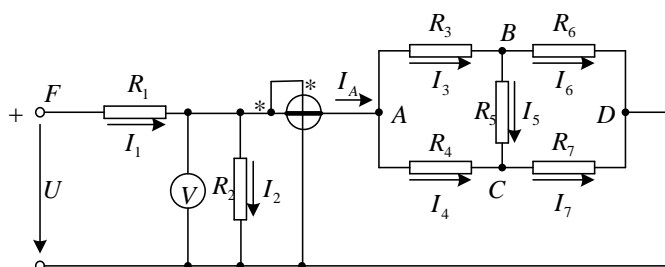 R3 B R6
F R1 * * IA I3 I6
+ A R5 I5 D
I1 R4 R7
U V R2 I2 C
I4 I7